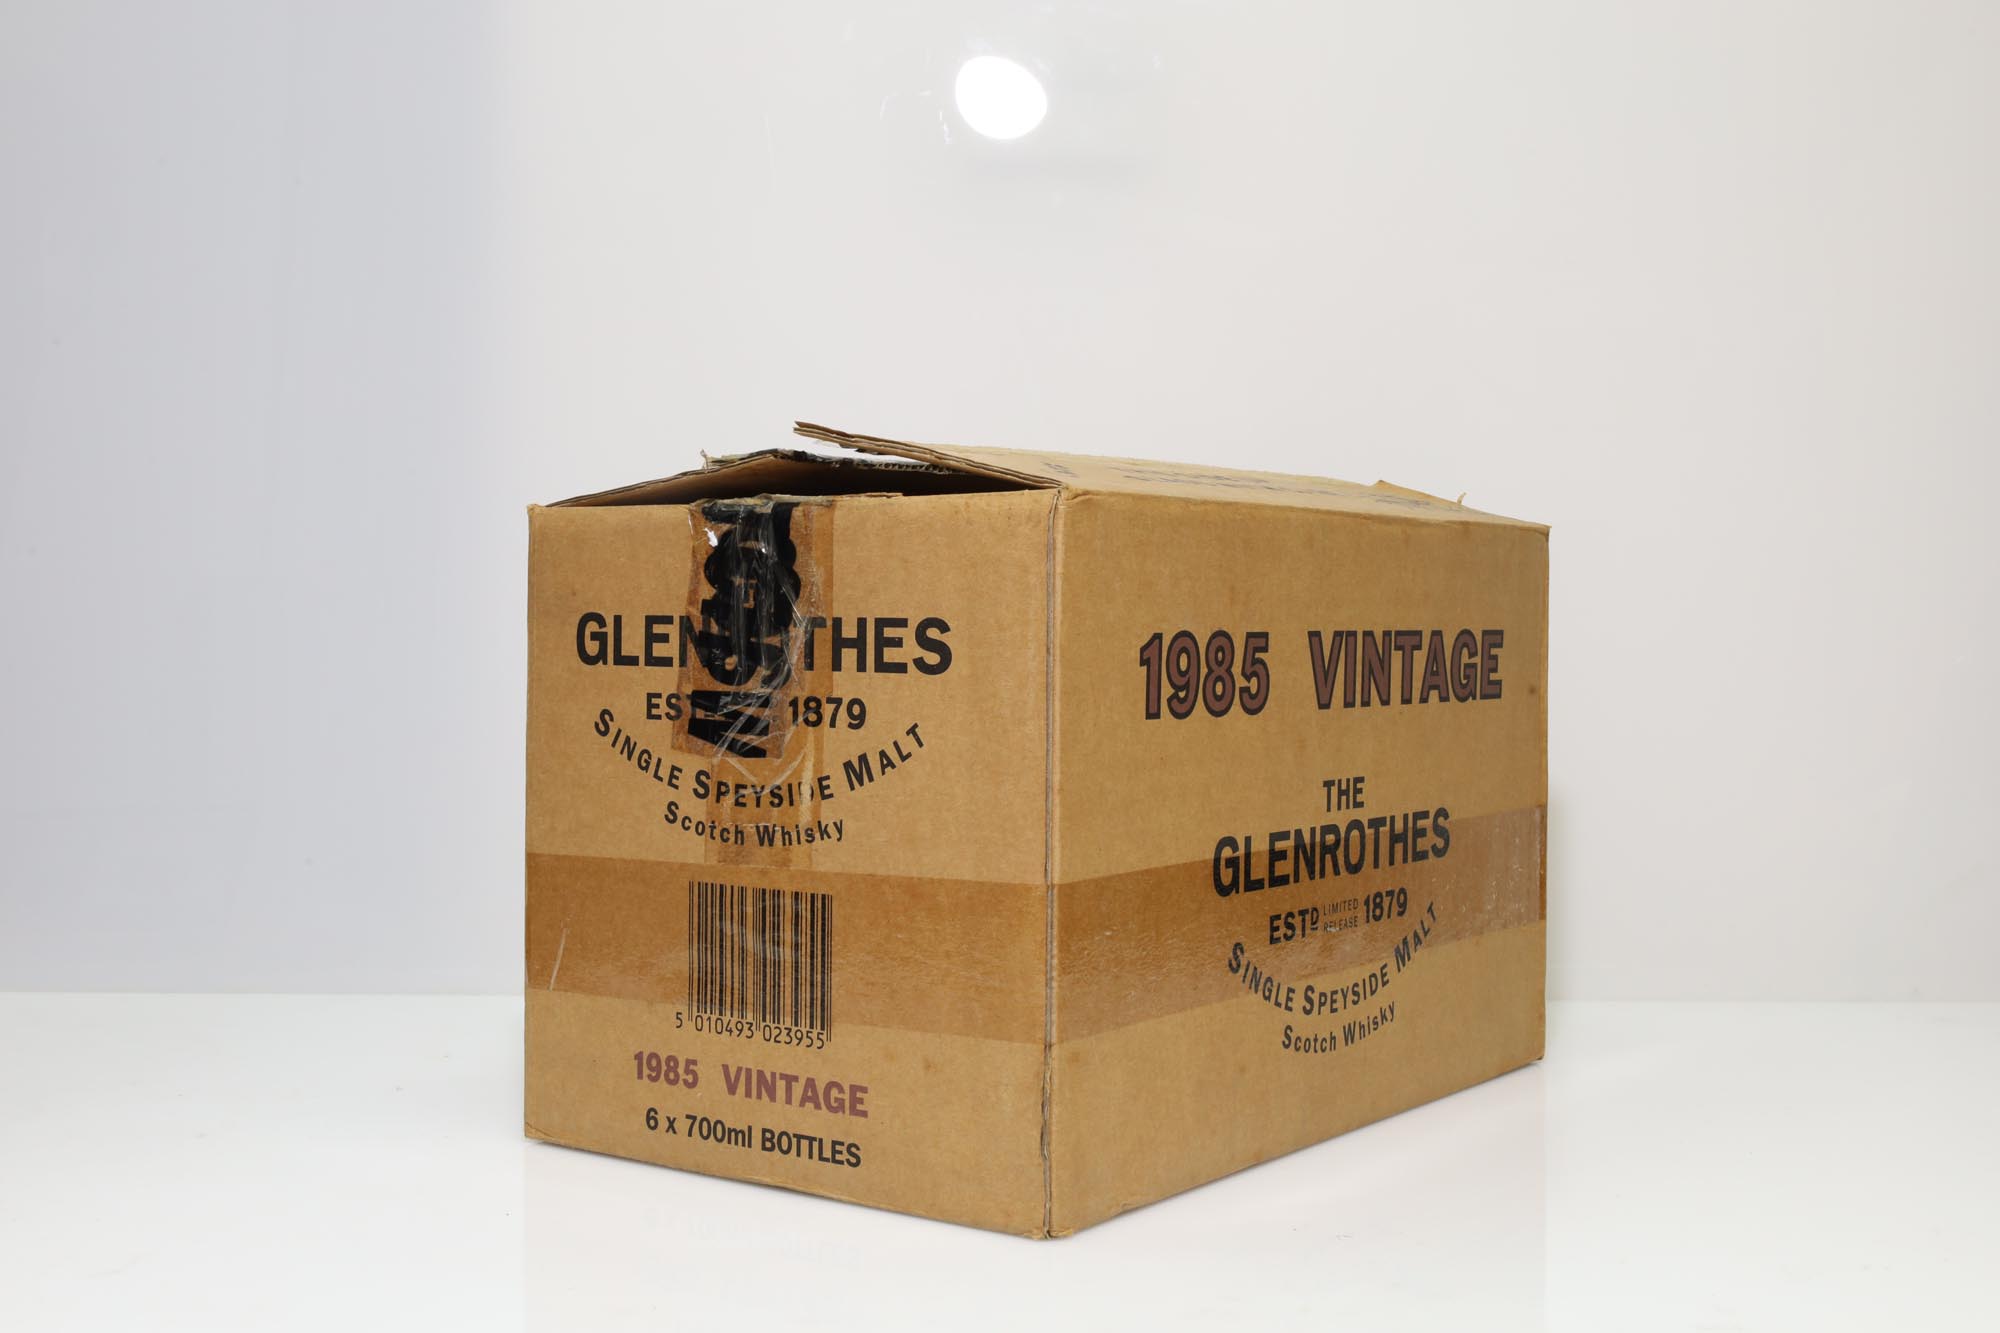 GLENROTHES
EST 1879
SINGLE SPEYSIDE MALT
Scotch Whisky
5 010493 023955
1985 VINTAGE
6 x 700ml BOTTLES
1985 VINTAGE
THE
GLENROTHES
ESTD LIMITED RELEASE 1879
SINGLE SPEYSIDE MALT
Scotch Whisky